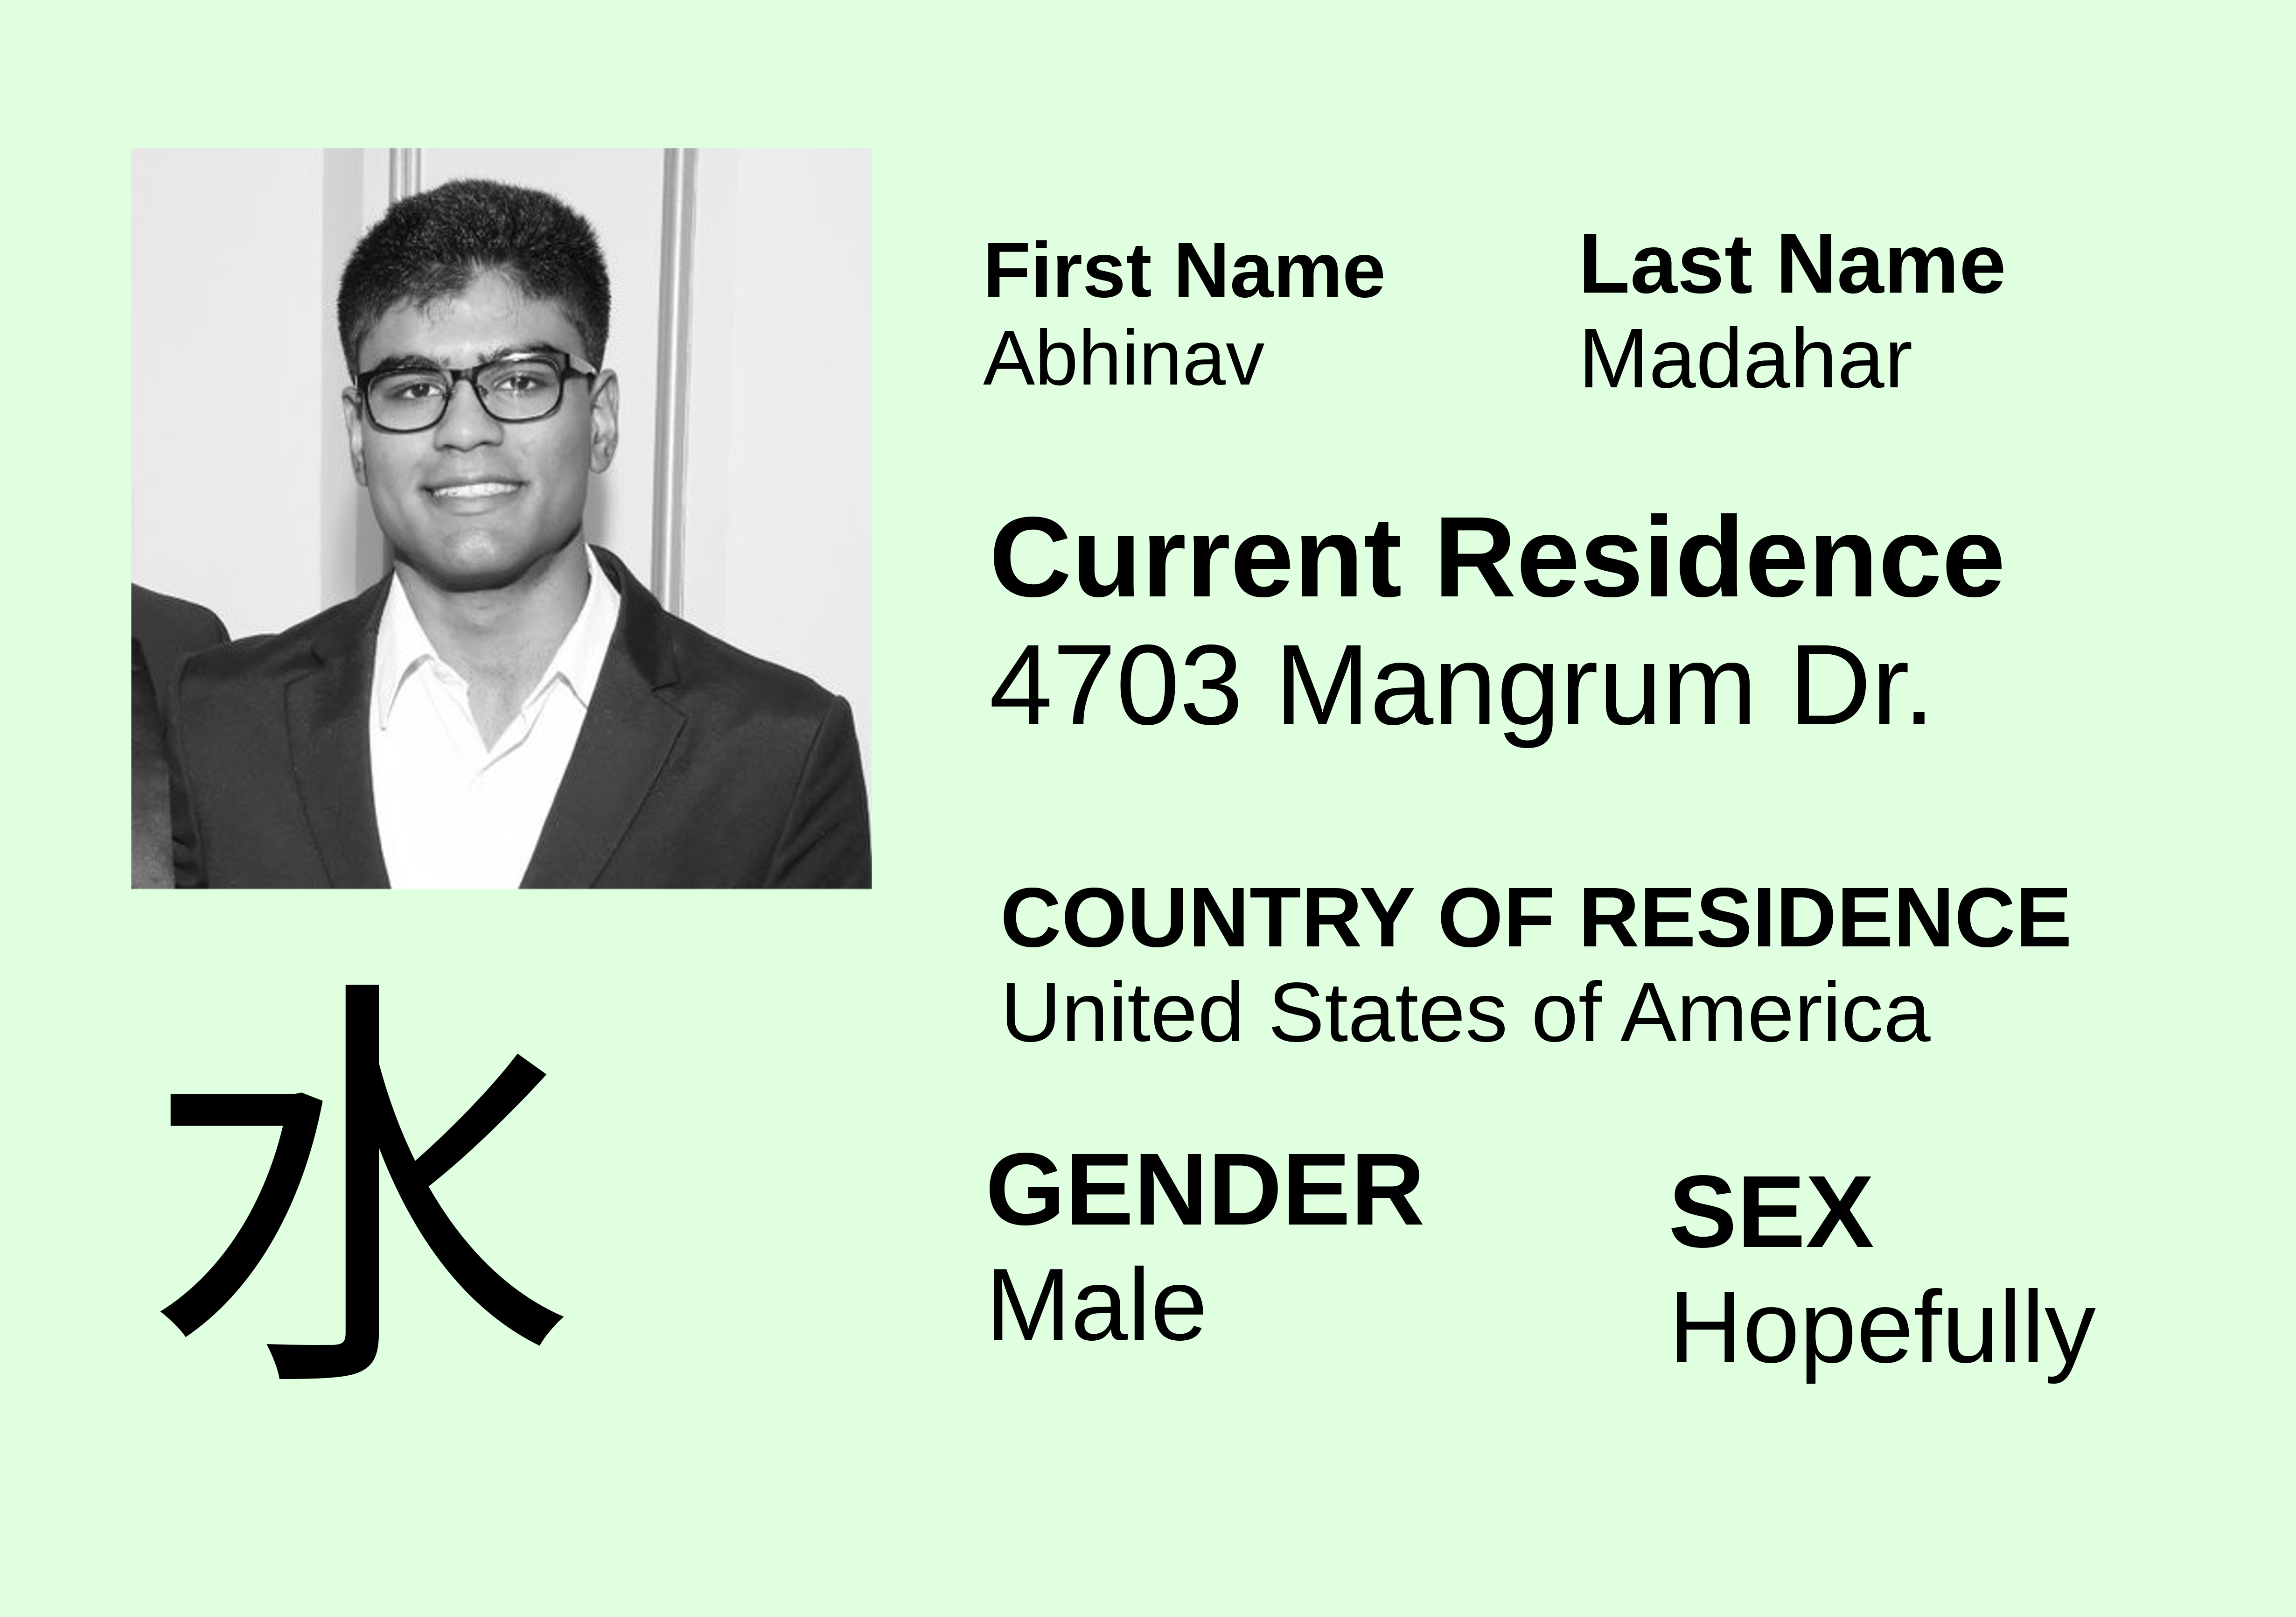 First Name
Abhinav
Last Name
Madahar
Current Residence
4703 Mangrum Dr.
COUNTRY OF RESIDENCE
United States of America
水
GENDER
Male
SEX
Hopefully